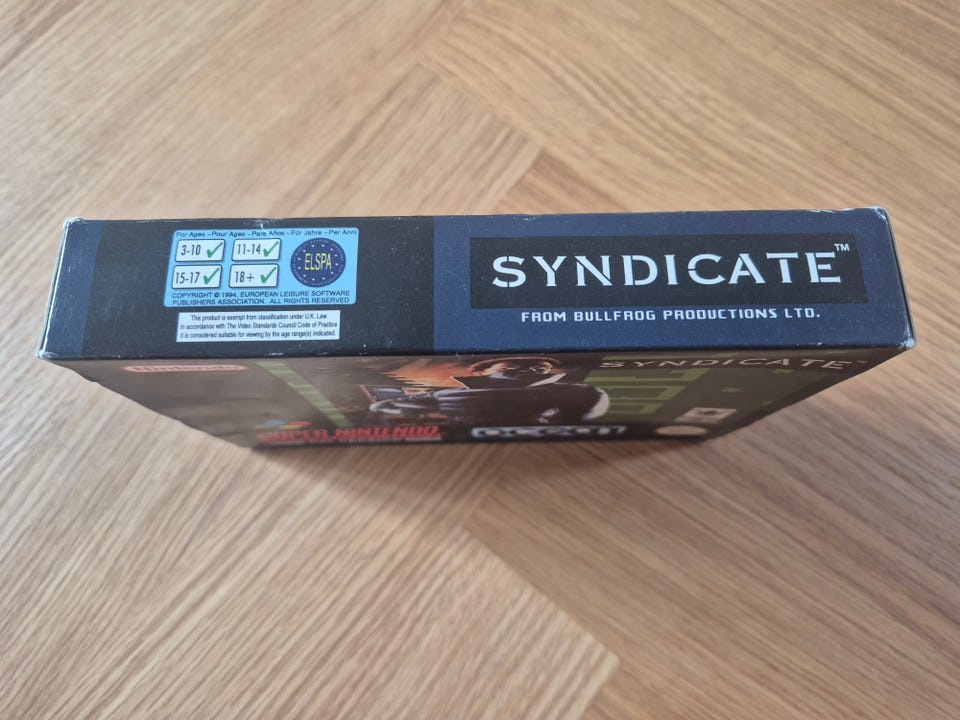 For Ages - Pour Ages - Para Años - Für Jahre - Per Anni
3-10 11-14
15-17 18+
ELSPA
COPYRIGHT © 1994, EUROPEAN LEISURE SOFTWARE
PUBLISHERS ASSOCIATION. ALL RIGHTS RESERVED
This product is exempt from classification under U.K. Law.
In accordance with The Video Standards Council Code of Practice
it is considered suitable for viewing by the age range(s) indicated.
SYNDICATE™
FROM BULLFROG PRODUCTIONS LTD.
Nintendo
SYNDICATE™
SUPER NINTENDO
ocean